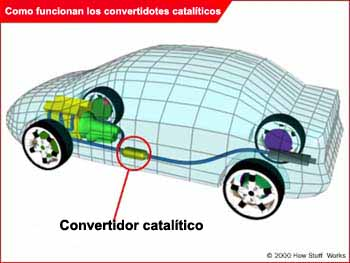 Como funcionan los convertidotes catalíticos
Convertidor catalítico
© 2000 How Stuff Works